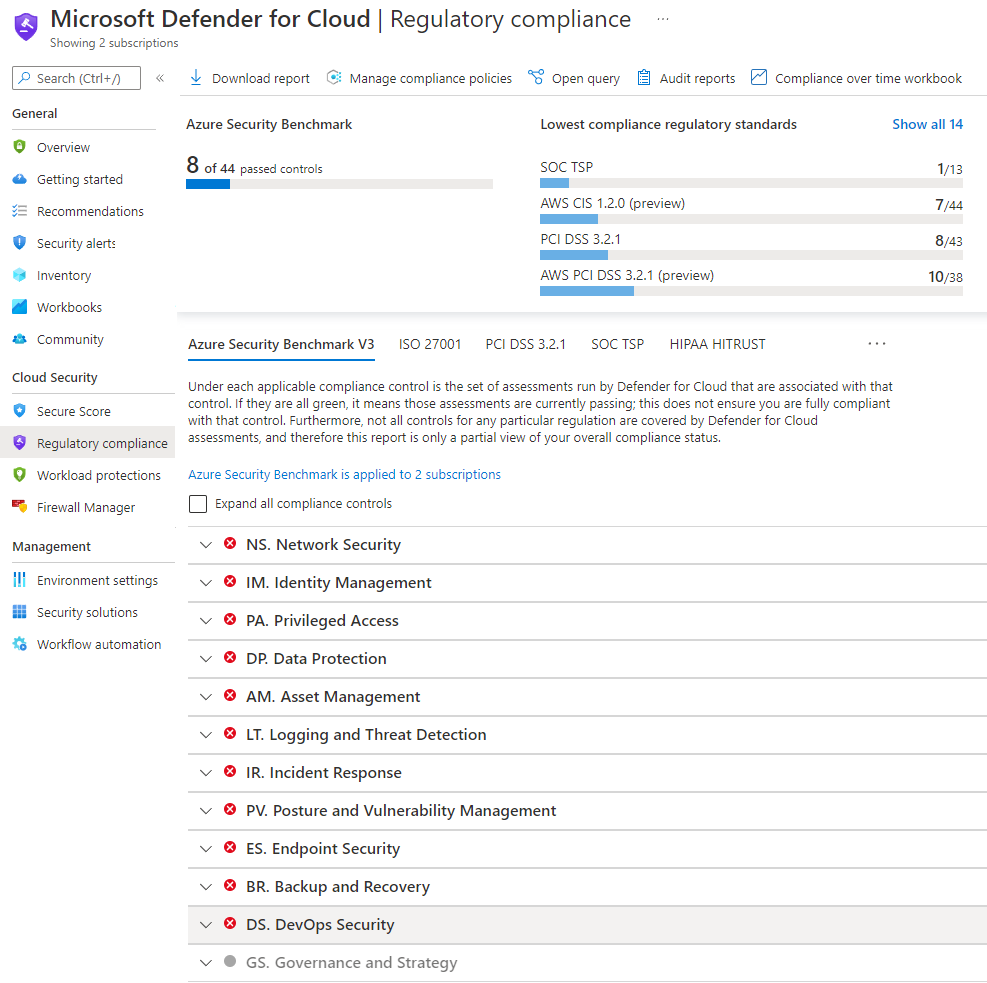 Microsoft Defender for Cloud | Regulatory compliance ...
Showing 2 subscriptions
Search (Ctrl+/)
«
Download report
Manage compliance policies
Open query
Audit reports
Compliance over time workbook
General
Overview
Getting started
Recommendations
Security alerts
Inventory
Workbooks
Community
Cloud Security
Secure Score
Regulatory compliance
Workload protections
Firewall Manager
Management
Environment settings
Security solutions
Workflow automation
Azure Security Benchmark
8 of 44 passed controls
Lowest compliance regulatory standards
Show all 14
SOC TSP 1/13
AWS CIS 1.2.0 (preview) 7/44
PCI DSS 3.2.1 8/43
AWS PCI DSS 3.2.1 (preview) 10/38
Azure Security Benchmark V3 ISO 27001 PCI DSS 3.2.1 SOC TSP HIPAA HITRUST ...
Under each applicable compliance control is the set of assessments run by Defender for Cloud that are associated with that
control. If they are all green, it means those assessments are currently passing; this does not ensure you are fully compliant
with that control. Furthermore, not all controls for any particular regulation are covered by Defender for Cloud
assessments, and therefore this report is only a partial view of your overall compliance status.
Azure Security Benchmark is applied to 2 subscriptions
Expand all compliance controls
NS. Network Security
IM. Identity Management
PA. Privileged Access
DP. Data Protection
AM. Asset Management
LT. Logging and Threat Detection
IR. Incident Response
PV. Posture and Vulnerability Management
ES. Endpoint Security
BR. Backup and Recovery
DS. DevOps Security
GS. Governance and Strategy